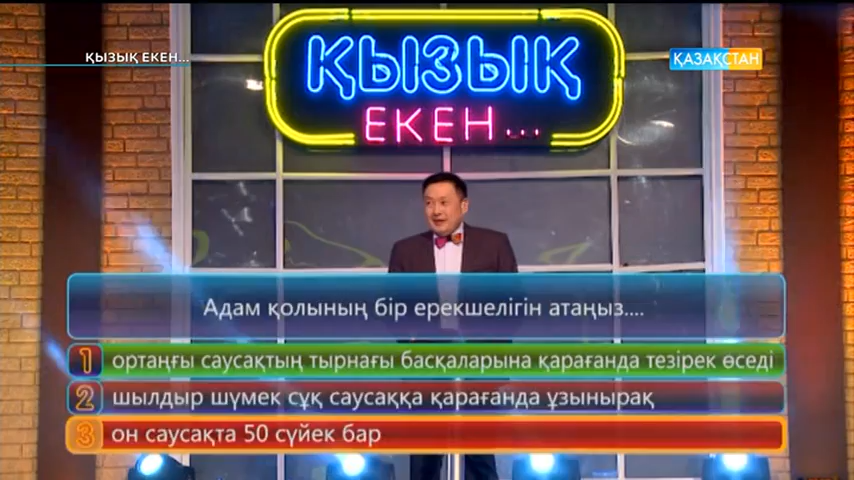 ҚЫЗЫҚ ЕКЕН...
ҚЫЗЫҚ
ЕКЕН...
ҚАЗАҚСТАН
Адам қолының бір ерекшелігін атаңыз....
1 ортаңғы саусақтың тырнағы басқаларына қарағанда тезірек өседі
2 шылдыр шүмек сұқ саусаққа қарағанда ұзынырақ
3 он саусақта 50 сүйек бар